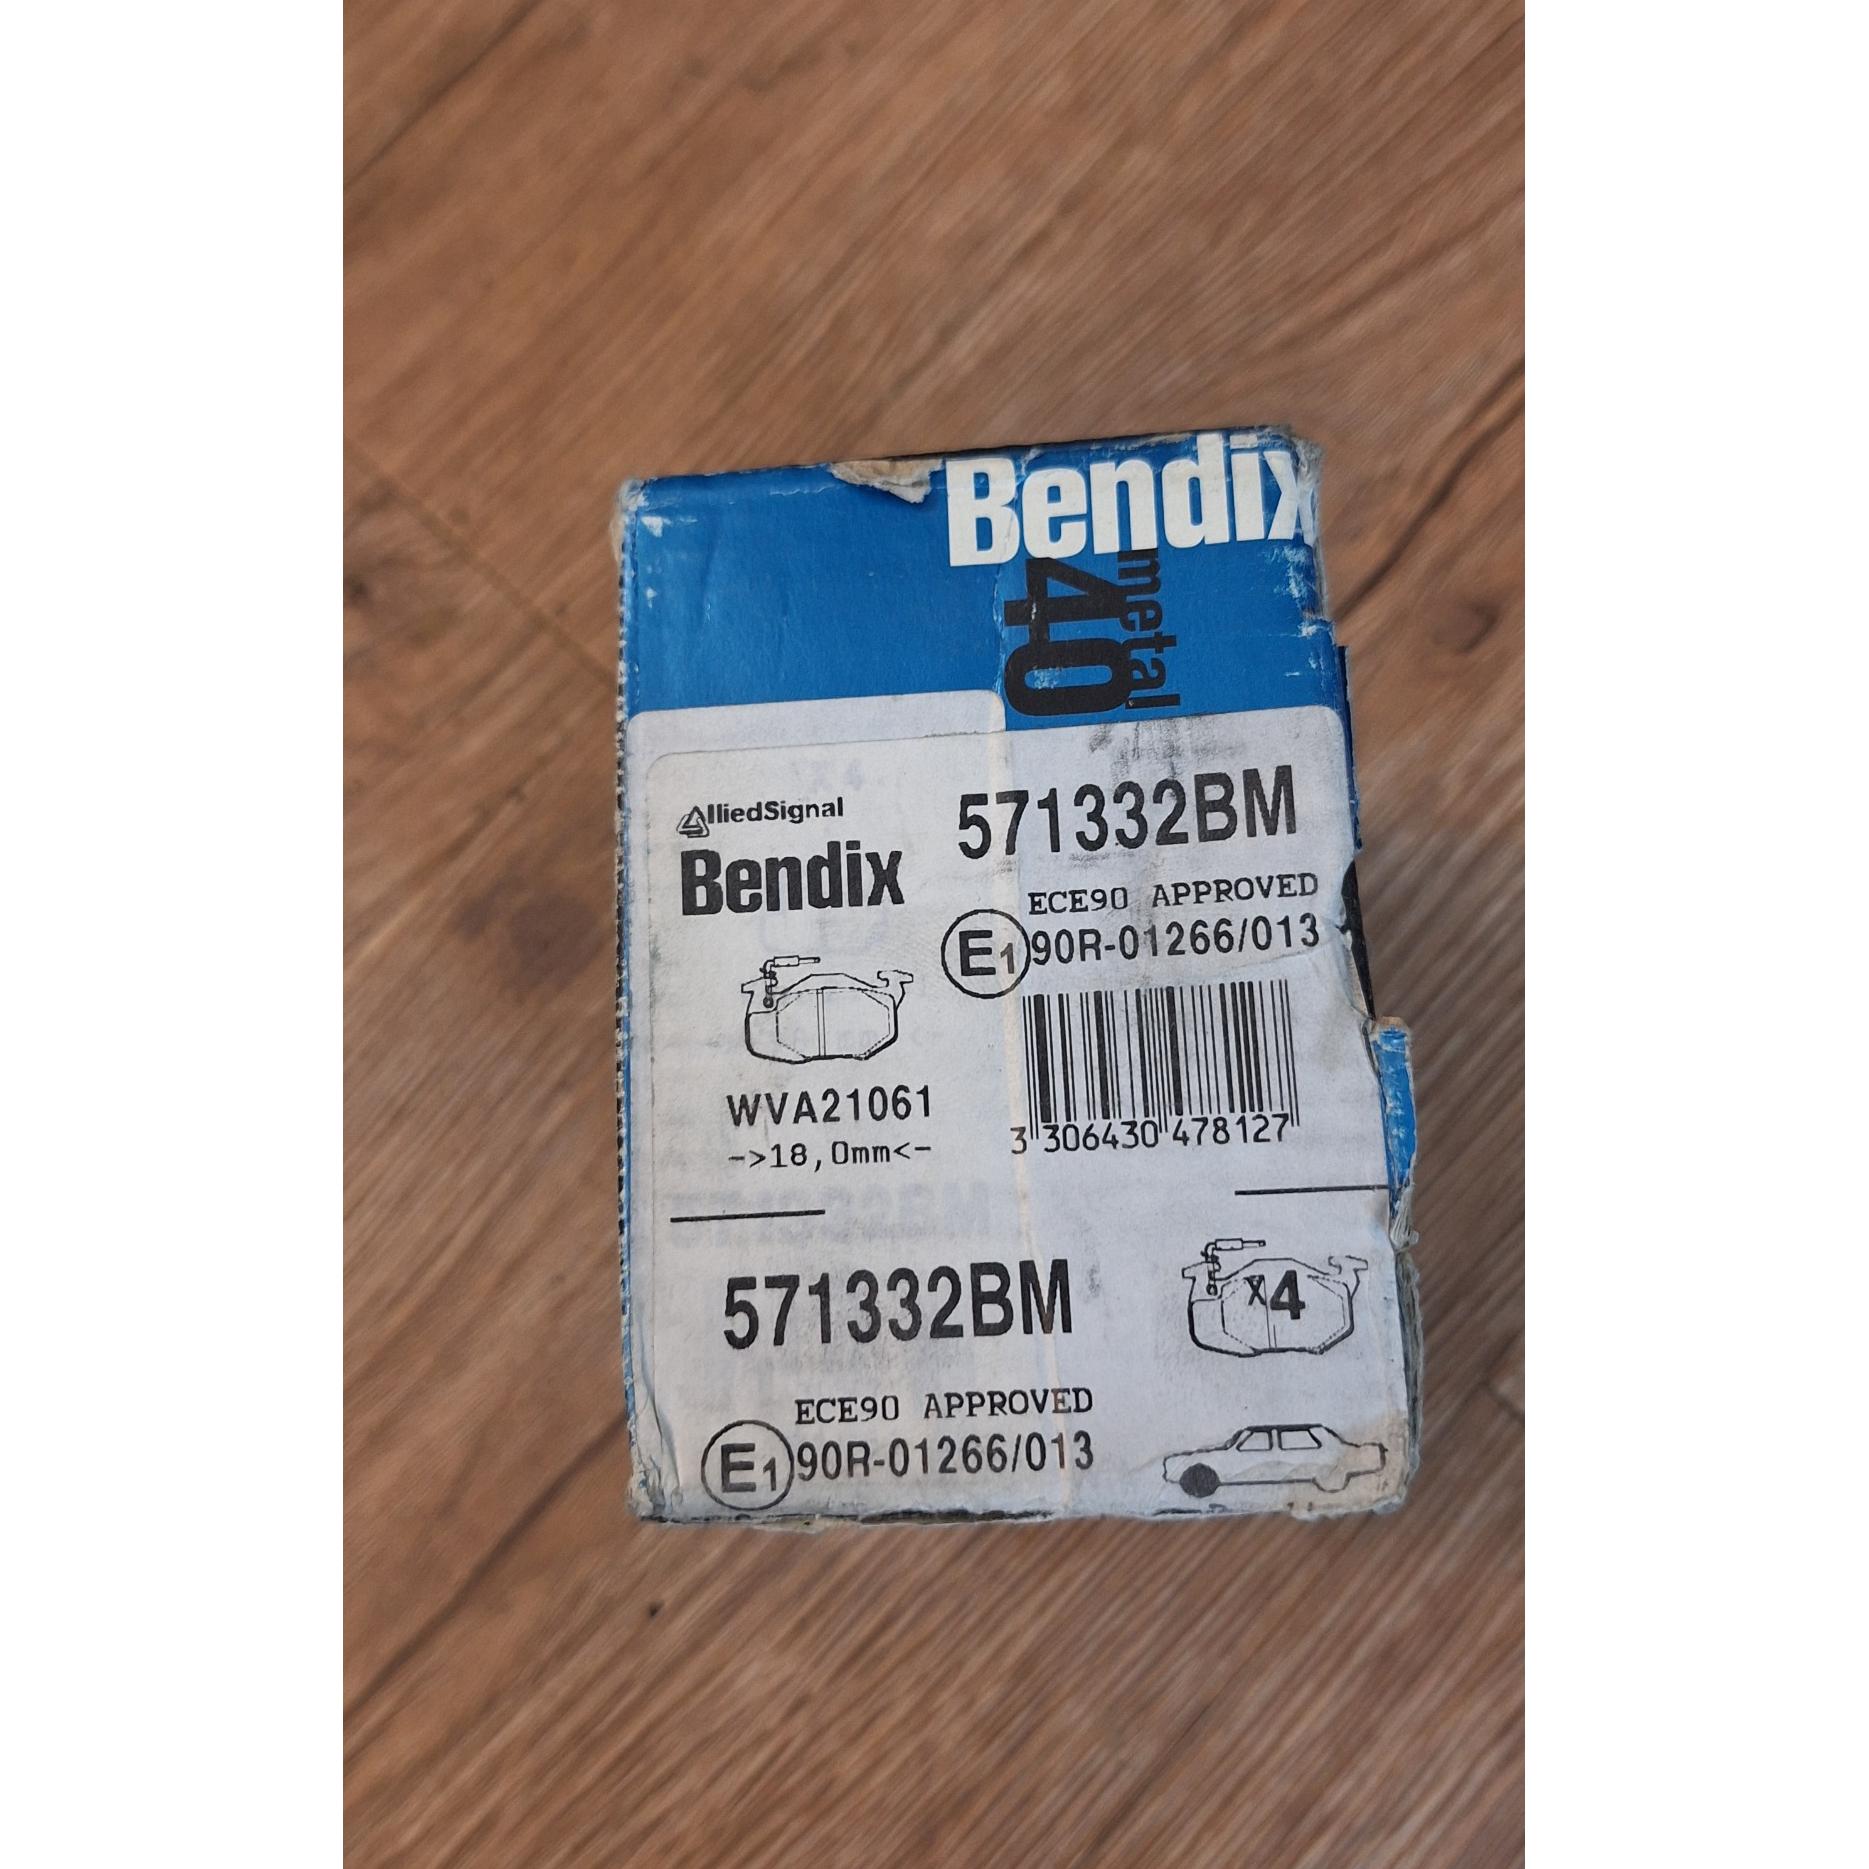 Bendix
metal
40
AlliedSignal
Bendix
571332BM
ECE90 APPROVED
E1 90R-01266/013
WVA21061
->18,0mm<-
3 306430 478127
571332BM
x4
ECE90 APPROVED
E1 90R-01266/013